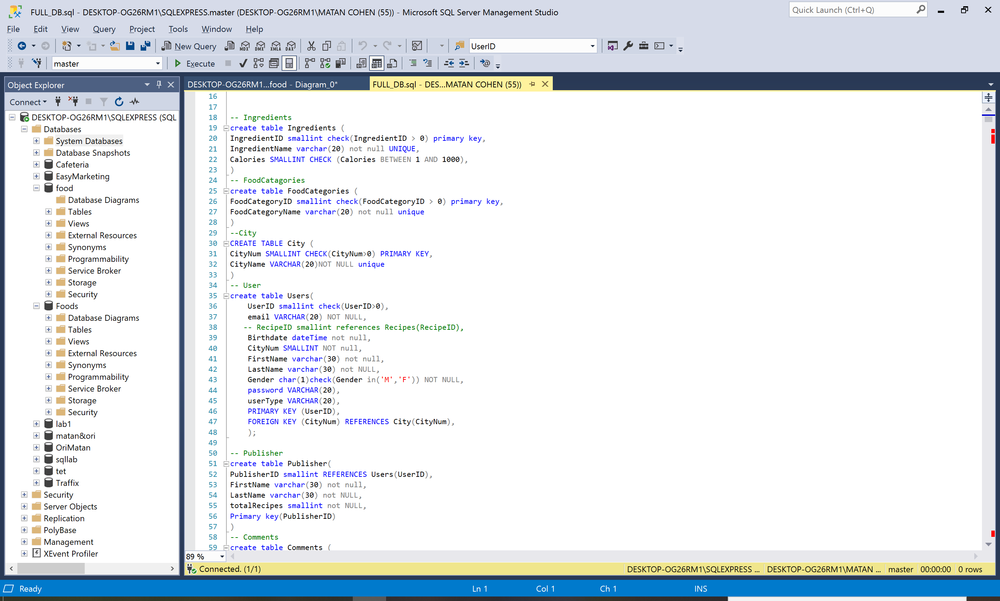 FULL_DB.sql - DESKTOP-OG26RM1\SQLEXPRESS.master (DESKTOP-OG26RM1\MATAN COHEN (55)) - Microsoft SQL Server Management Studio
Quick Launch (Ctrl+Q)
File Edit View Query Project Tools Window Help
New Query
MDX
DMX
XMLA
DAX
UserID
master
Execute
Object Explorer
Connect
DESKTOP-OG26RM1\SQLEXPRESS (SQL
Databases
System Databases
Database Snapshots
Cafeteria
EasyMarketing
food
Database Diagrams
Tables
Views
External Resources
Synonyms
Programmability
Service Broker
Storage
Security
Foods
Database Diagrams
Tables
Views
External Resources
Synonyms
Programmability
Service Broker
Storage
Security
lab1
matan&ori
OriMatan
sqllab
tet
Traffix
Security
Server Objects
Replication
PolyBase
Management
XEvent Profiler
DESKTOP-OG26RM1...food - Diagram_0*
FULL_DB.sql - DES...MATAN COHEN (55))
16
17
18 -- Ingredients
19 create table Ingredients (
20 IngredientID smallint check(IngredientID > 0) primary key,
21 IngredientName varchar(20) not null UNIQUE,
22 Calories SMALLINT CHECK (Calories BETWEEN 1 AND 1000),
23 )
24 -- FoodCatagories
25 create table FoodCategories (
26 FoodCategoryID smallint check(FoodCategoryID > 0) primary key,
27 FoodCategoryName varchar(20) not null unique
28 )
29 --City
30 CREATE TABLE City (
31 CityNum SMALLINT CHECK(CityNum>0) PRIMARY KEY,
32 CityName VARCHAR(20)NOT NULL unique
33 )
34 -- User
35 create table Users(
36 UserID smallint check(UserID>0),
37 email VARCHAR(20) NOT NULL,
38 -- RecipeID smallint references Recipes(RecipeID),
39 Birthdate dateTime not null,
40 CityNum SMALLINT NOT null,
41 FirstName varchar(30) not null,
42 LastName varchar(30) not NULL,
43 Gender char(1)check(Gender in('M','F')) NOT NULL,
44 password VARCHAR(20),
45 userType VARCHAR(20),
46 PRIMARY KEY (UserID),
47 FOREIGN KEY (CityNum) REFERENCES City(CityNum),
48 );
49
50 -- Publisher
51 create table Publisher(
52 PublisherID smallint REFERENCES Users(UserID),
53 FirstName varchar(30) not null,
54 LastName varchar(30) not NULL,
55 totalRecipes smallint not NULL,
56 Primary key(PublisherID)
57 )
58 -- Comments
59 create table Comments (
89 %
Connected. (1/1)
DESKTOP-OG26RM1\SQLEXPRESS ... DESKTOP-OG26RM1\MATAN ... master 00:00:00 0 rows
Ready Ln 1 Col 1 Ch 1 INS